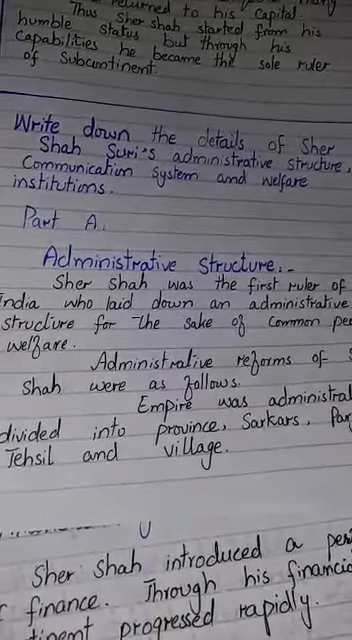 returned to his Capital.
Thus Sher Shah started from his
humble status but through his
Capabilities he became the sole ruler
of Subcontinent.
Write down the details of Sher
Shah Suri's administrative structure,
Communication system and welfare
institutions.
Part A.
Administrative Structure:-
Sher Shah was the first ruler of
India who laid down an administrative
structure for the sake of common
welfare.
Administrative reforms of
Shah were as follows.
Empire was
divided into province, Sarkars,
Tehsil and village.
Sher Shah introduced a
finance. Through his
progressed rapidly.